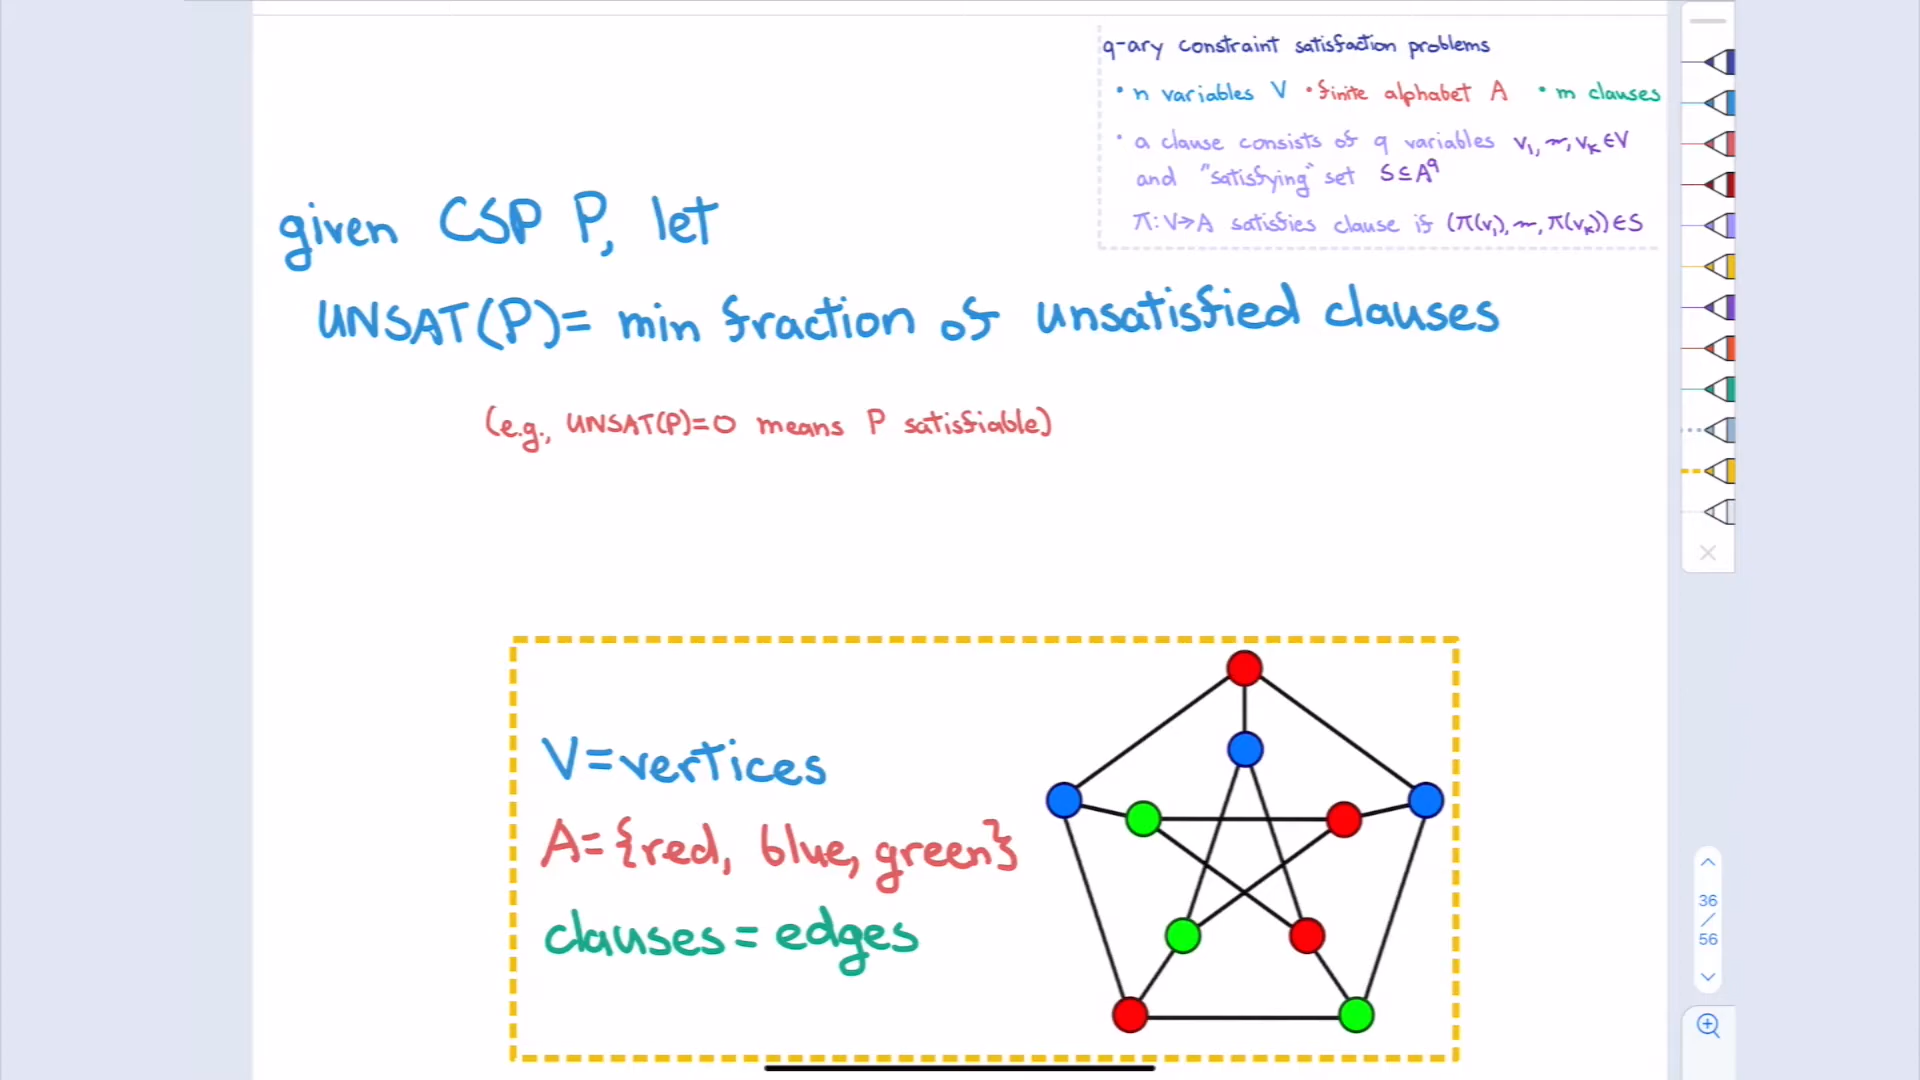 q-ary constraint satisfaction problems
• n variables V • finite alphabet A • m clauses
• a clause consists of q variables v₁, ~, vₖ ∈ V
and "satisfying" set S ⊆ A^q
π: V → A satisfies clause if (π(v₁), ~, π(vₖ)) ∈ S
given CSP P, let
UNSAT(P) = min fraction of unsatisfied clauses
(e.g., UNSAT(P)=0 means P satisfiable)
V = vertices
A = {red, blue, green}
clauses = edges
36
/
56